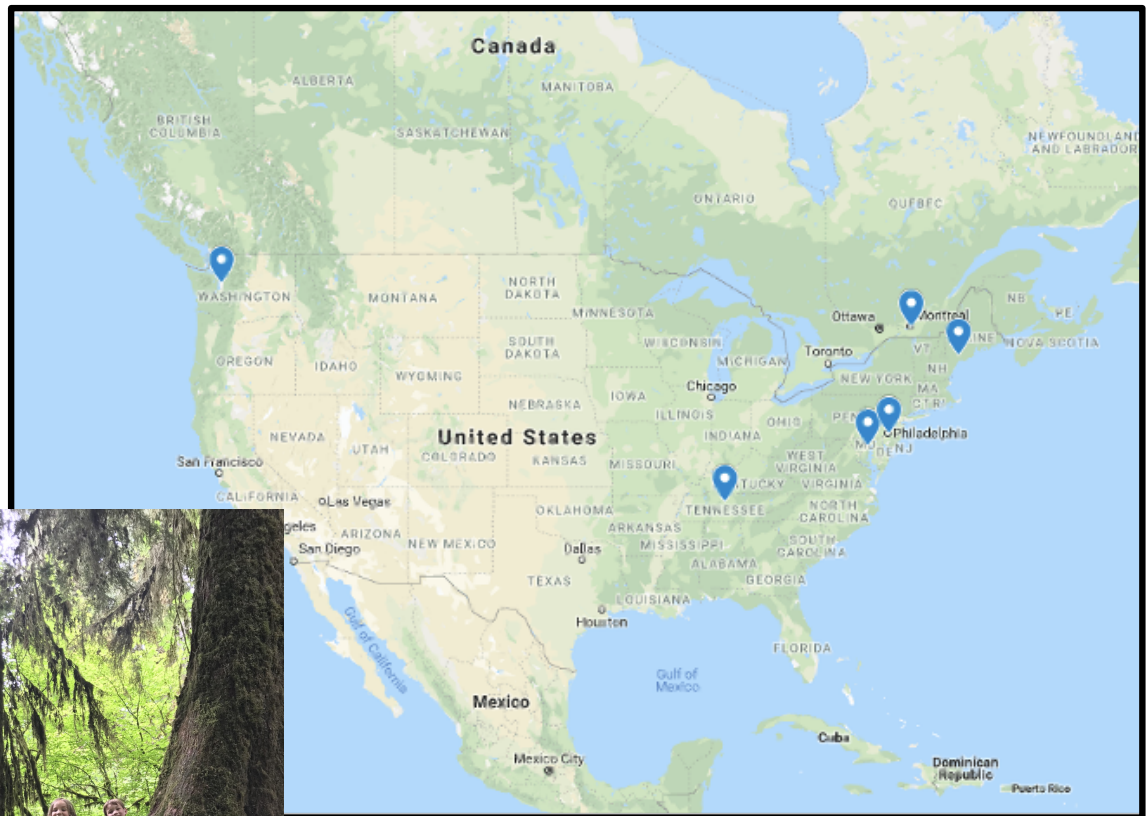 Canada
ALBERTA
MANITOBA
BRITISH
COLUMBIA
SASKATCHEWAN
NEWFOUNDLAND
AND LABRADOR
ONTARIO
QUEBEC
WASHINGTON
MONTANA
NORTH
DAKOTA
MINNESOTA
NB
PE
Ottawa
Montreal
INE
NOVA SCOTIA
OREGON
IDAHO
SOUTH
DAKOTA
WISCONSIN
MICHIGAN
Toronto
VT
NH
WYOMING
Chicago
NEW YORK
MA
CT RI
NEBRASKA
IOWA
ILLINOIS
INDIANA
OHIO
PEN
Philadelphia
NEVADA
UTAH
United States
COLORADO
KANSAS
MISSOURI
WEST
VIRGINIA
MD
DE
NJ
San Francisco
TUCKY
VIRGINIA
CALIFORNIA
Las Vegas
OKLAHOMA
TENNESSEE
NORTH
CAROLINA
geles
ARIZONA
NEW MEXICO
ARKANSAS
MISSISSIPPI
SOUTH
CAROLINA
San Diego
Dallas
ALABAMA
TEXAS
GEORGIA
LOUISIANA
Houston
Gulf of California
FLORIDA
Gulf of
Mexico
Mexico
Cuba
Mexico City
Dominican
Republic
Puerto Rico